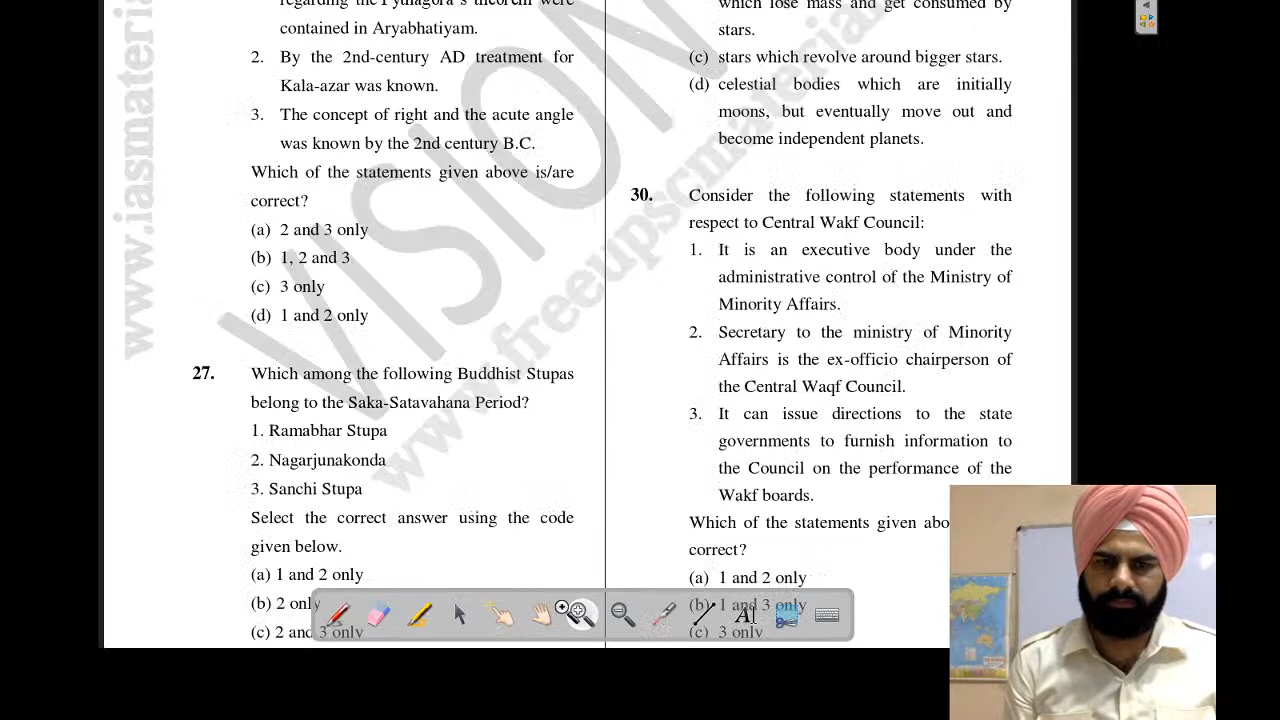 regarding the Pythagora's theorem were
contained in Aryabhatiyam.
2. By the 2nd-century AD treatment for
Kala-azar was known.
3. The concept of right and the acute angle
was known by the 2nd century B.C.
Which of the statements given above is/are
correct?
(a) 2 and 3 only
(b) 1, 2 and 3
(c) 3 only
(d) 1 and 2 only
27. Which among the following Buddhist Stupas
belong to the Saka-Satavahana Period?
1. Ramabhar Stupa
2. Nagarjunakonda
3. Sanchi Stupa
Select the correct answer using the code
given below.
(a) 1 and 2 only
(b) 2 only
(c) 2 and 3 only
which lose mass and get consumed by
stars.
(c) stars which revolve around bigger stars.
(d) celestial bodies which are initially
moons, but eventually move out and
become independent planets.
30. Consider the following statements with
respect to Central Wakf Council:
1. It is an executive body under the
administrative control of the Ministry of
Minority Affairs.
2. Secretary to the ministry of Minority
Affairs is the ex-officio chairperson of
the Central Waqf Council.
3. It can issue directions to the state
governments to furnish information to
the Council on the performance of the
Wakf boards.
Which of the statements given abo
correct?
(a) 1 and 2 only
(b) 1 and 3 only
(c) 3 only
VISION
www.freeupscmateria
www.iasmateria
A